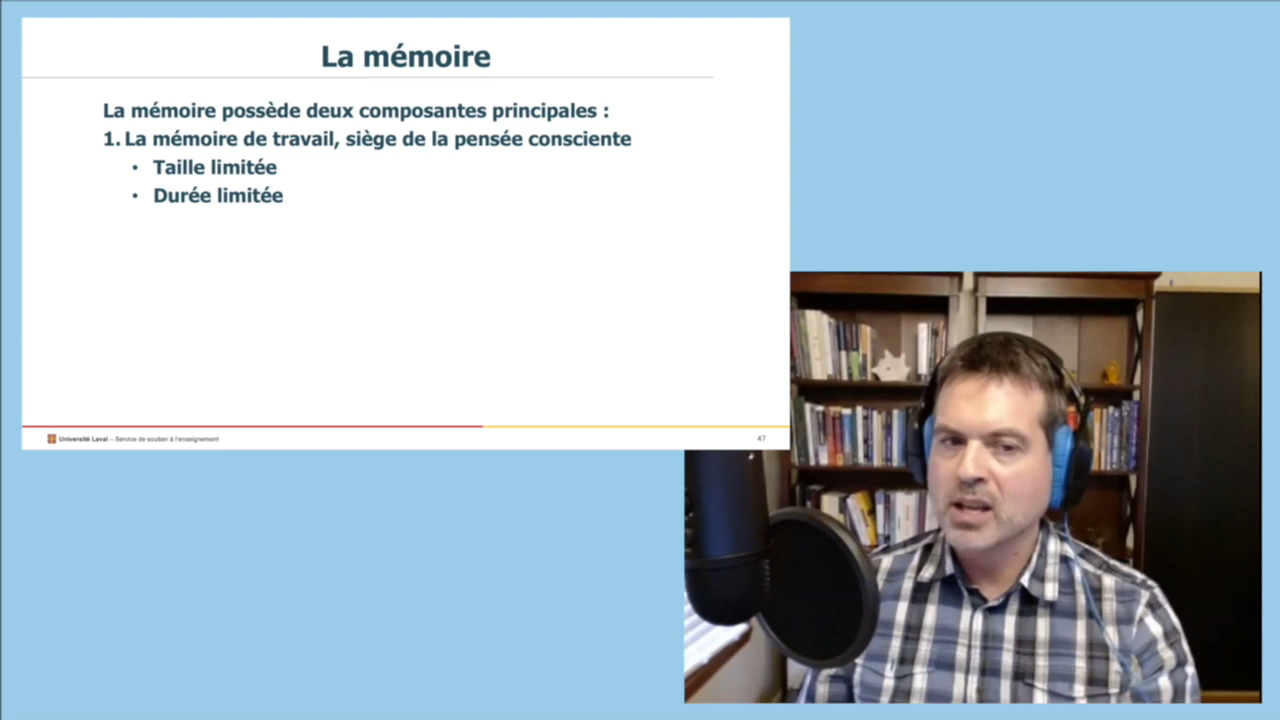 La mémoire
La mémoire possède deux composantes principales :
1. La mémoire de travail, siège de la pensée consciente
• Taille limitée
• Durée limitée
Université Laval – Service de soutien à l'enseignement
47